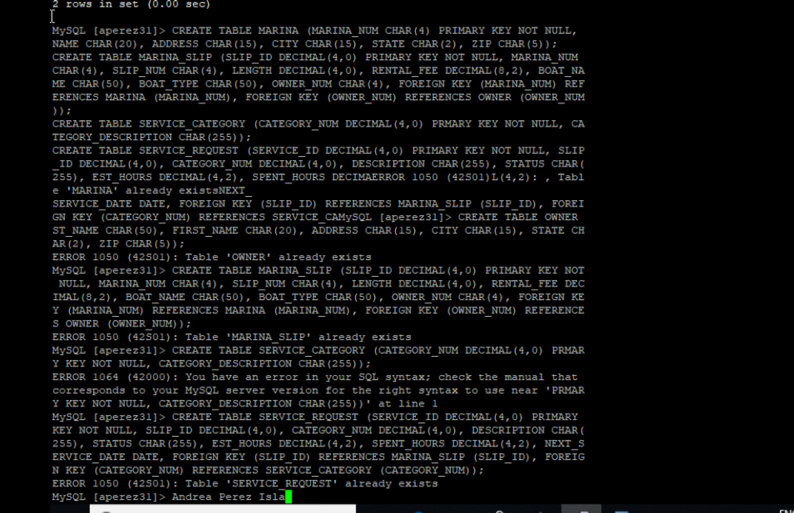 2 rows in set (0.00 sec)
MySQL [aperez31]> CREATE TABLE MARINA (MARINA_NUM CHAR(4) PRIMARY KEY NOT NULL,
NAME CHAR(20), ADDRESS CHAR(15), CITY CHAR(15), STATE CHAR(2), ZIP CHAR(5));
CREATE TABLE MARINA_SLIP (SLIP_ID DECIMAL(4,0) PRIMARY KEY NOT NULL, MARINA_NUM
CHAR(4), SLIP_NUM CHAR(4), LENGTH DECIMAL(4,0), RENTAL_FEE DECIMAL(8,2), BOAT_NA
ME CHAR(50), BOAT_TYPE CHAR(50), OWNER_NUM CHAR(4), FOREIGN KEY (MARINA_NUM) REF
ERENCES MARINA (MARINA_NUM), FOREIGN KEY (OWNER_NUM) REFERENCES OWNER (OWNER_NUM
));
CREATE TABLE SERVICE_CATEGORY (CATEGORY_NUM DECIMAL(4,0) PRMARY KEY NOT NULL, CA
TEGORY_DESCRIPTION CHAR(255));
CREATE TABLE SERVICE_REQUEST (SERVICE_ID DECIMAL(4,0) PRIMARY KEY NOT NULL, SLIP
_ID DECIMAL(4,0), CATEGORY_NUM DECIMAL(4,0), DESCRIPTION CHAR(255), STATUS CHAR(
255), EST_HOURS DECIMAL(4,2), SPENT_HOURS DECIMAERROR 1050 (42S01)L(4,2): , Tabl
e 'MARINA' already existsNEXT_
SERVICE_DATE DATE, FOREIGN KEY (SLIP_ID) REFERENCES MARINA_SLIP (SLIP_ID), FOREI
GN KEY (CATEGORY_NUM) REFERENCES SERVICE_CAMySQL [aperez31]> CREATE TABLE OWNER
ST_NAME CHAR(50), FIRST_NAME CHAR(20), ADDRESS CHAR(15), CITY CHAR(15), STATE CH
AR(2), ZIP CHAR(5));
ERROR 1050 (42S01): Table 'OWNER' already exists
MySQL [aperez31]> CREATE TABLE MARINA_SLIP (SLIP_ID DECIMAL(4,0) PRIMARY KEY NOT
NULL, MARINA_NUM CHAR(4), SLIP_NUM CHAR(4), LENGTH DECIMAL(4,0), RENTAL_FEE DEC
IMAL(8,2), BOAT_NAME CHAR(50), BOAT_TYPE CHAR(50), OWNER_NUM CHAR(4), FOREIGN KE
Y (MARINA_NUM) REFERENCES MARINA (MARINA_NUM), FOREIGN KEY (OWNER_NUM) REFERENCE
S OWNER (OWNER_NUM));
ERROR 1050 (42S01): Table 'MARINA_SLIP' already exists
MySQL [aperez31]> CREATE TABLE SERVICE_CATEGORY (CATEGORY_NUM DECIMAL(4,0) PRMAR
Y KEY NOT NULL, CATEGORY_DESCRIPTION CHAR(255));
ERROR 1064 (42000): You have an error in your SQL syntax; check the manual that
corresponds to your MySQL server version for the right syntax to use near 'PRMAR
Y KEY NOT NULL, CATEGORY_DESCRIPTION CHAR(255))' at line 1
MySQL [aperez31]> CREATE TABLE SERVICE_REQUEST (SERVICE_ID DECIMAL(4,0) PRIMARY
KEY NOT NULL, SLIP_ID DECIMAL(4,0), CATEGORY_NUM DECIMAL(4,0), DESCRIPTION CHAR(
255), STATUS CHAR(255), EST_HOURS DECIMAL(4,2), SPENT_HOURS DECIMAL(4,2), NEXT_S
ERVICE_DATE DATE, FOREIGN KEY (SLIP_ID) REFERENCES MARINA_SLIP (SLIP_ID), FOREIG
N KEY (CATEGORY_NUM) REFERENCES SERVICE_CATEGORY (CATEGORY_NUM));
ERROR 1050 (42S01): Table 'SERVICE_REQUEST' already exists
MySQL [aperez31]> Andrea Perez Isla